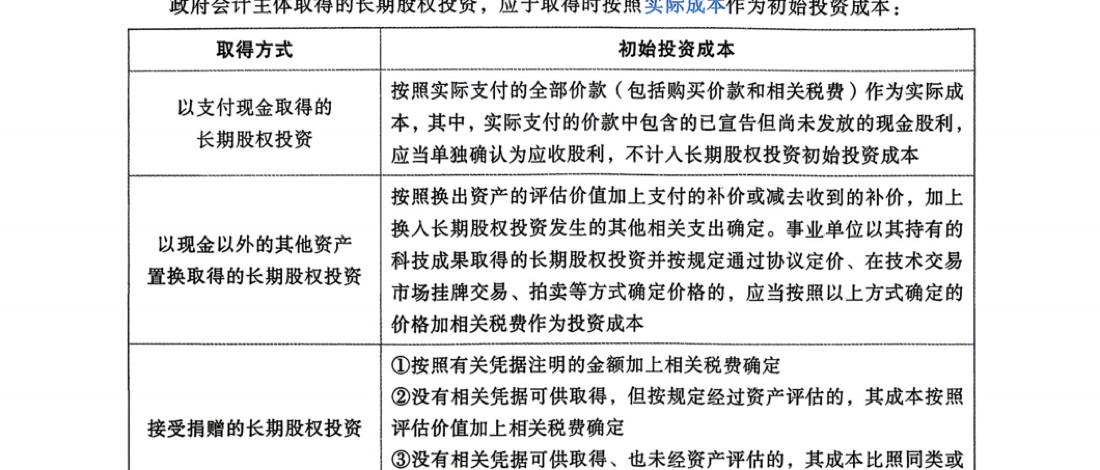 政府会计主体取得的长期股权投资，应于取得时按照实际成本作为初始投资成本：
取得方式
初始投资成本
以支付现金取得的
长期股权投资
按照实际支付的全部价款（包括购买价款和相关税费）作为实际成
本，其中，实际支付的价款中包含的已宣告但尚未发放的现金股利，
应当单独确认为应收股利，不计入长期股权投资初始投资成本
以现金以外的其他资产
置换取得的长期股权投资
按照换出资产的评估价值加上支付的补价或减去收到的补价，加上
换入长期股权投资发生的其他相关支出确定。事业单位以其持有的
科技成果取得的长期股权投资并按规定通过协议定价、在技术交易
市场挂牌交易、拍卖等方式确定价格的，应当按照以上方式确定的
价格加相关税费作为投资成本
接受捐赠的长期股权投资
①按照有关凭据注明的金额加上相关税费确定
②没有相关凭据可供取得，但按规定经过资产评估的，其成本按照
评估价值加上相关税费确定
③没有相关凭据可供取得、也未经资产评估的，其成本比照同类或